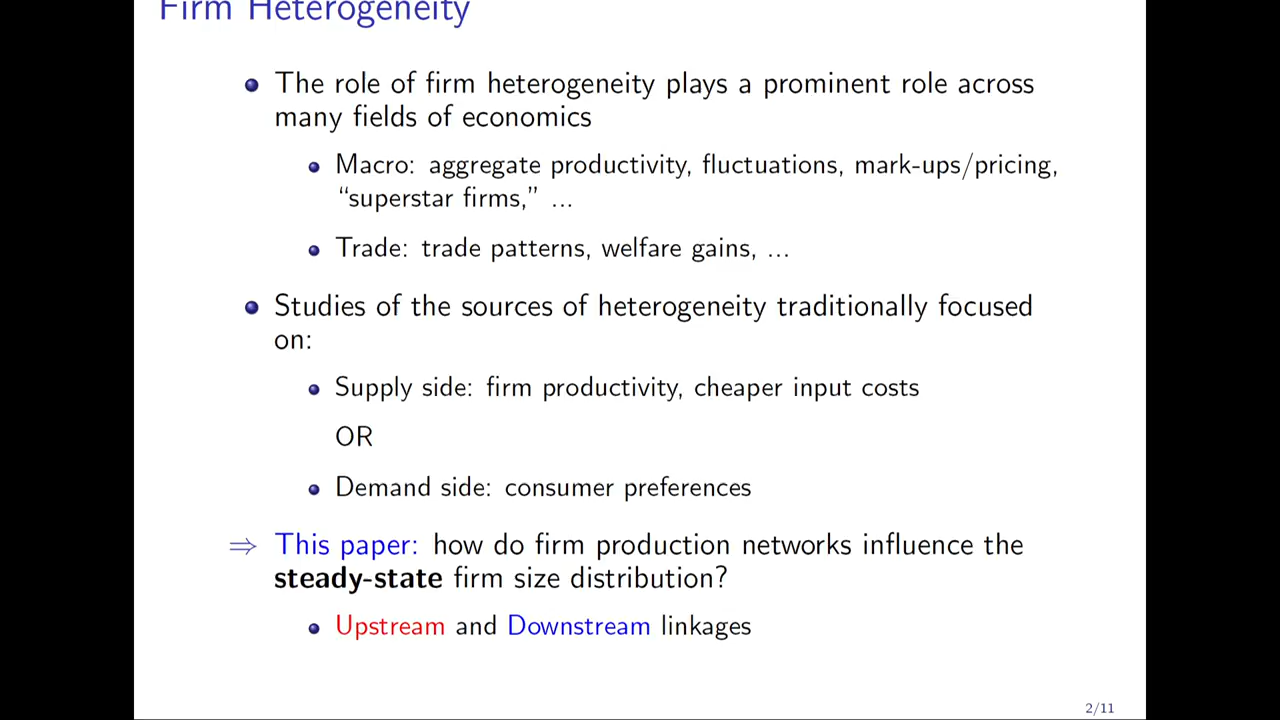 Firm Heterogeneity
The role of firm heterogeneity plays a prominent role across
many fields of economics
Macro: aggregate productivity, fluctuations, mark-ups/pricing,
“superstar firms,” ...
Trade: trade patterns, welfare gains, ...
Studies of the sources of heterogeneity traditionally focused
on:
Supply side: firm productivity, cheaper input costs
OR
Demand side: consumer preferences
⇒ This paper: how do firm production networks influence the
steady-state firm size distribution?
Upstream and Downstream linkages
2/11